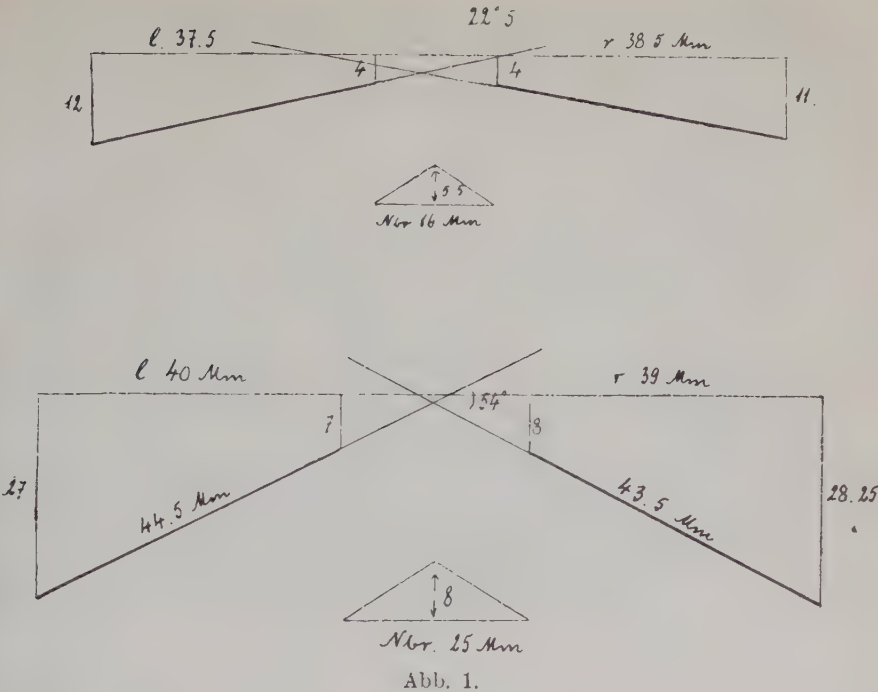 22° 5
l. 37.5 r 38 5 Mm
4 4
12 11.
5 5
Nbr 16 Mm
l 40 Mm r 39 Mm
)54°
7 8
27 44.5 Mm 43.5 Mm 28.25
8
Nbr. 25 Mm
Abb. 1.